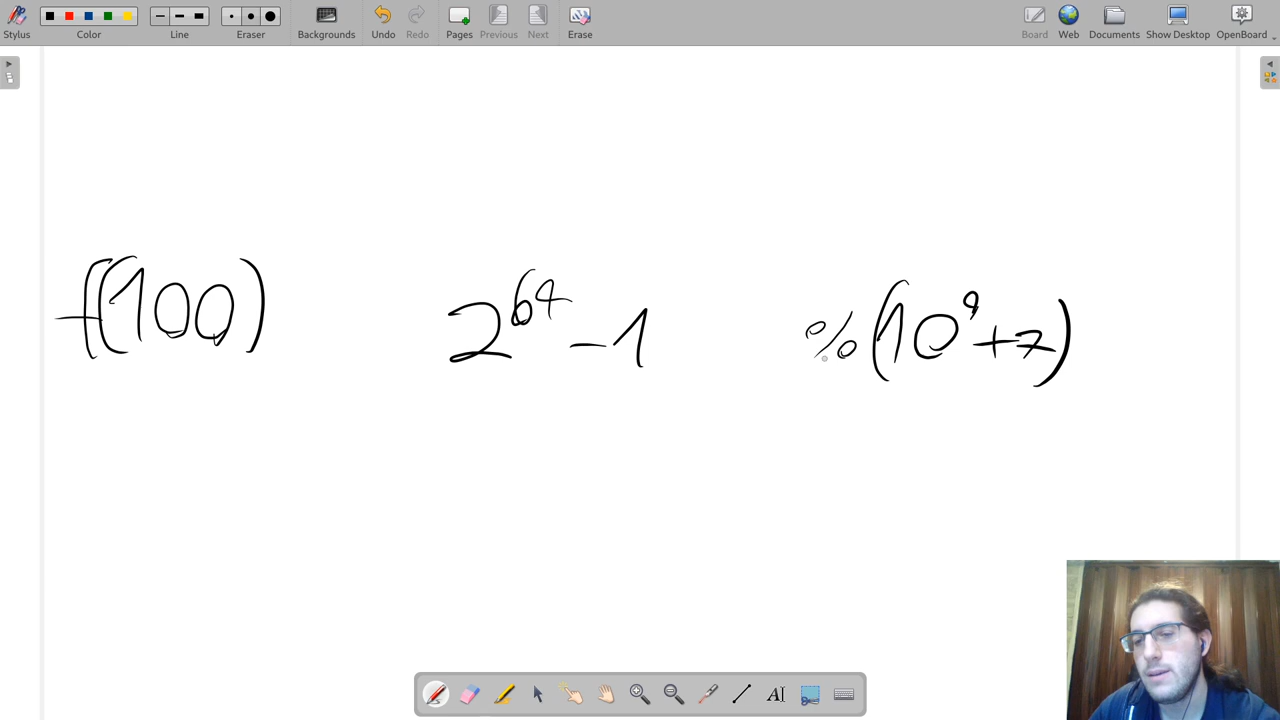 Stylus Color Line Eraser Backgrounds Undo Redo Pages Previous Next Erase Board Web Documents Show Desktop OpenBoard
f(100) 2^64 - 1 % (10^9 + 7)
AI